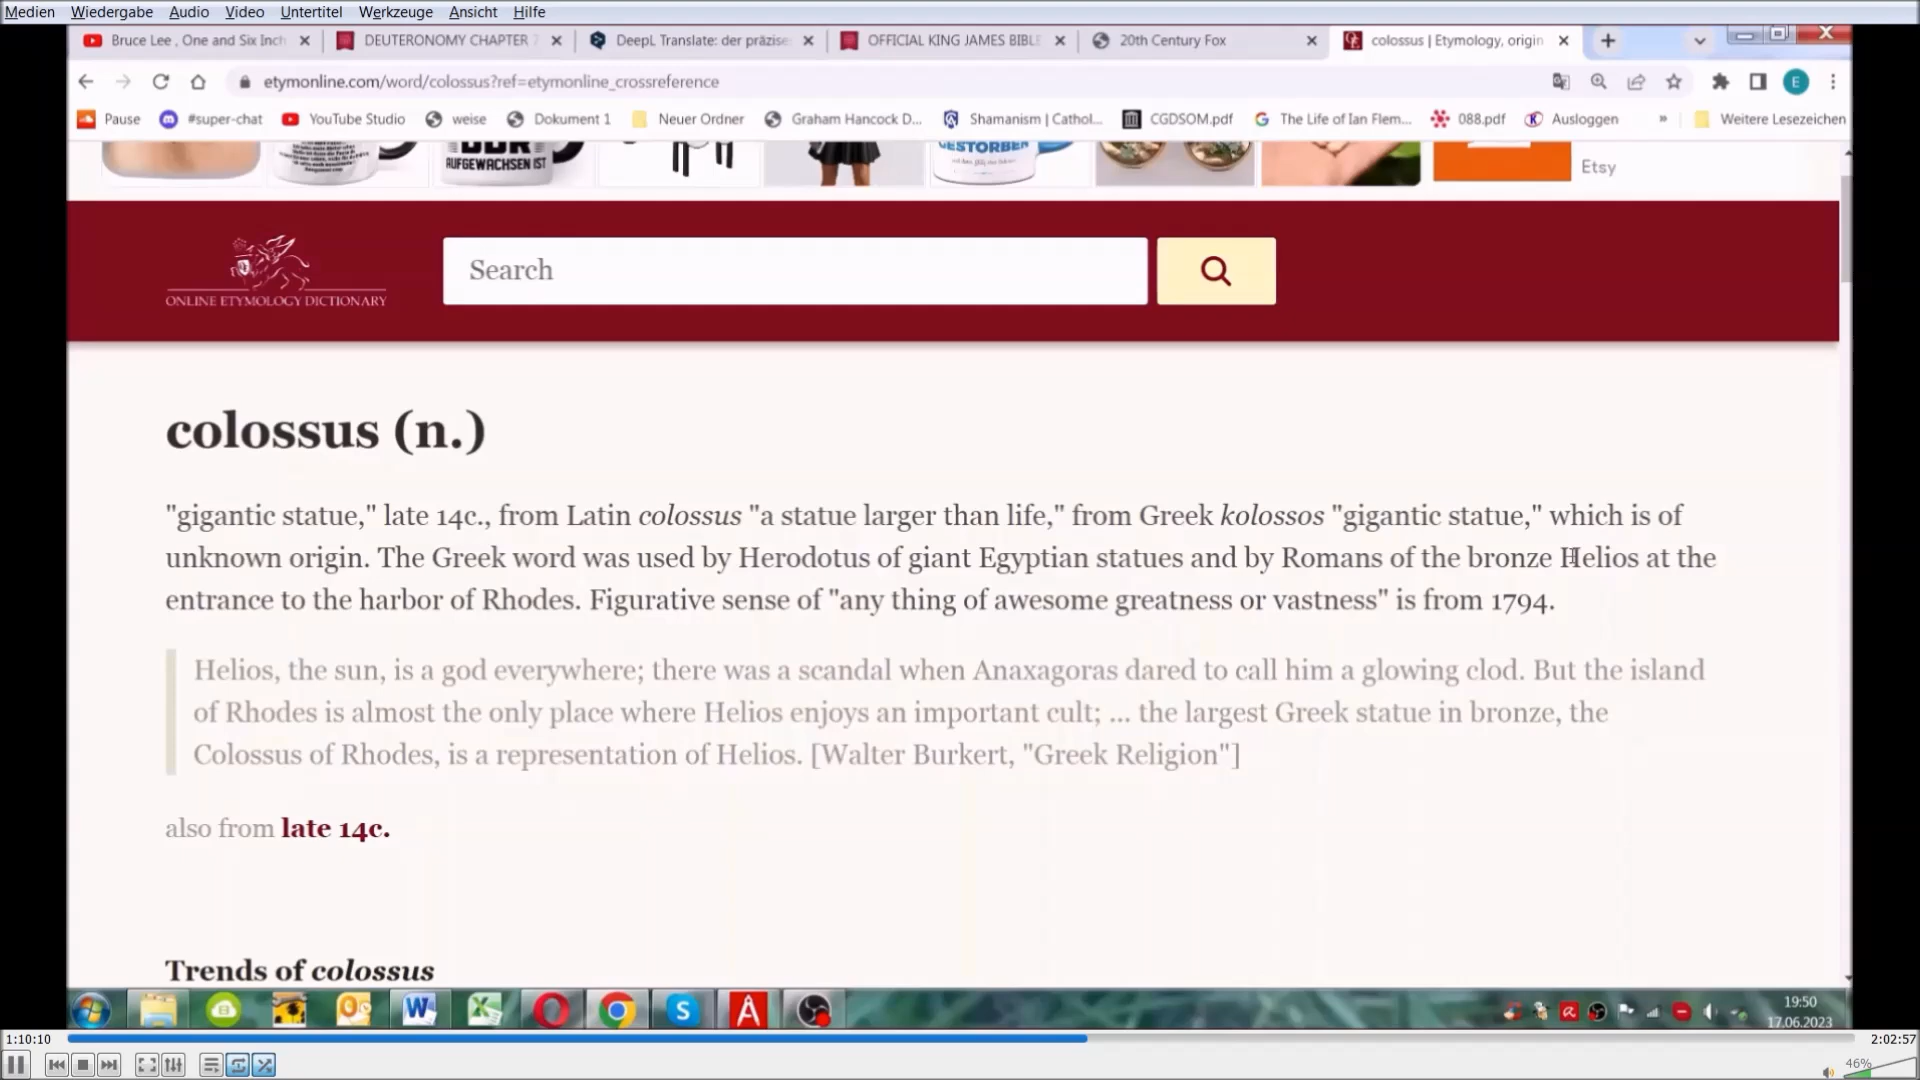 Medien Wiedergabe Audio Video Untertitel Werkzeuge Ansicht Hilfe
Bruce Lee , One and Six Inch DEUTERONOMY CHAPTER 7 DeepL Translate: der präzise OFFICIAL KING JAMES BIBLE 20th Century Fox colossus | Etymology, origin
etymonline.com/word/colossus?ref=etymonline_crossreference E
Pause #super-chat YouTube Studio weise Dokument 1 Neuer Ordner Graham Hancock D... Shamanism | Cathol... CGDSOM.pdf The Life of Ian Flem... 088.pdf Ausloggen » Weitere Lesezeichen
DDR
AUFGEWACHSEN IST
GESTORBEN
Etsy
ONLINE ETYMOLOGY DICTIONARY
Search
colossus (n.)
"gigantic statue," late 14c., from Latin colossus "a statue larger than life," from Greek kolossos "gigantic statue," which is of
unknown origin. The Greek word was used by Herodotus of giant Egyptian statues and by Romans of the bronze Helios at the
entrance to the harbor of Rhodes. Figurative sense of "any thing of awesome greatness or vastness" is from 1794.
Helios, the sun, is a god everywhere; there was a scandal when Anaxagoras dared to call him a glowing clod. But the island
of Rhodes is almost the only place where Helios enjoys an important cult; ... the largest Greek statue in bronze, the
Colossus of Rhodes, is a representation of Helios. [Walter Burkert, "Greek Religion"]
also from late 14c.
Trends of colossus
19:50
17.06.2023
1:10:10 2:02:57
46%